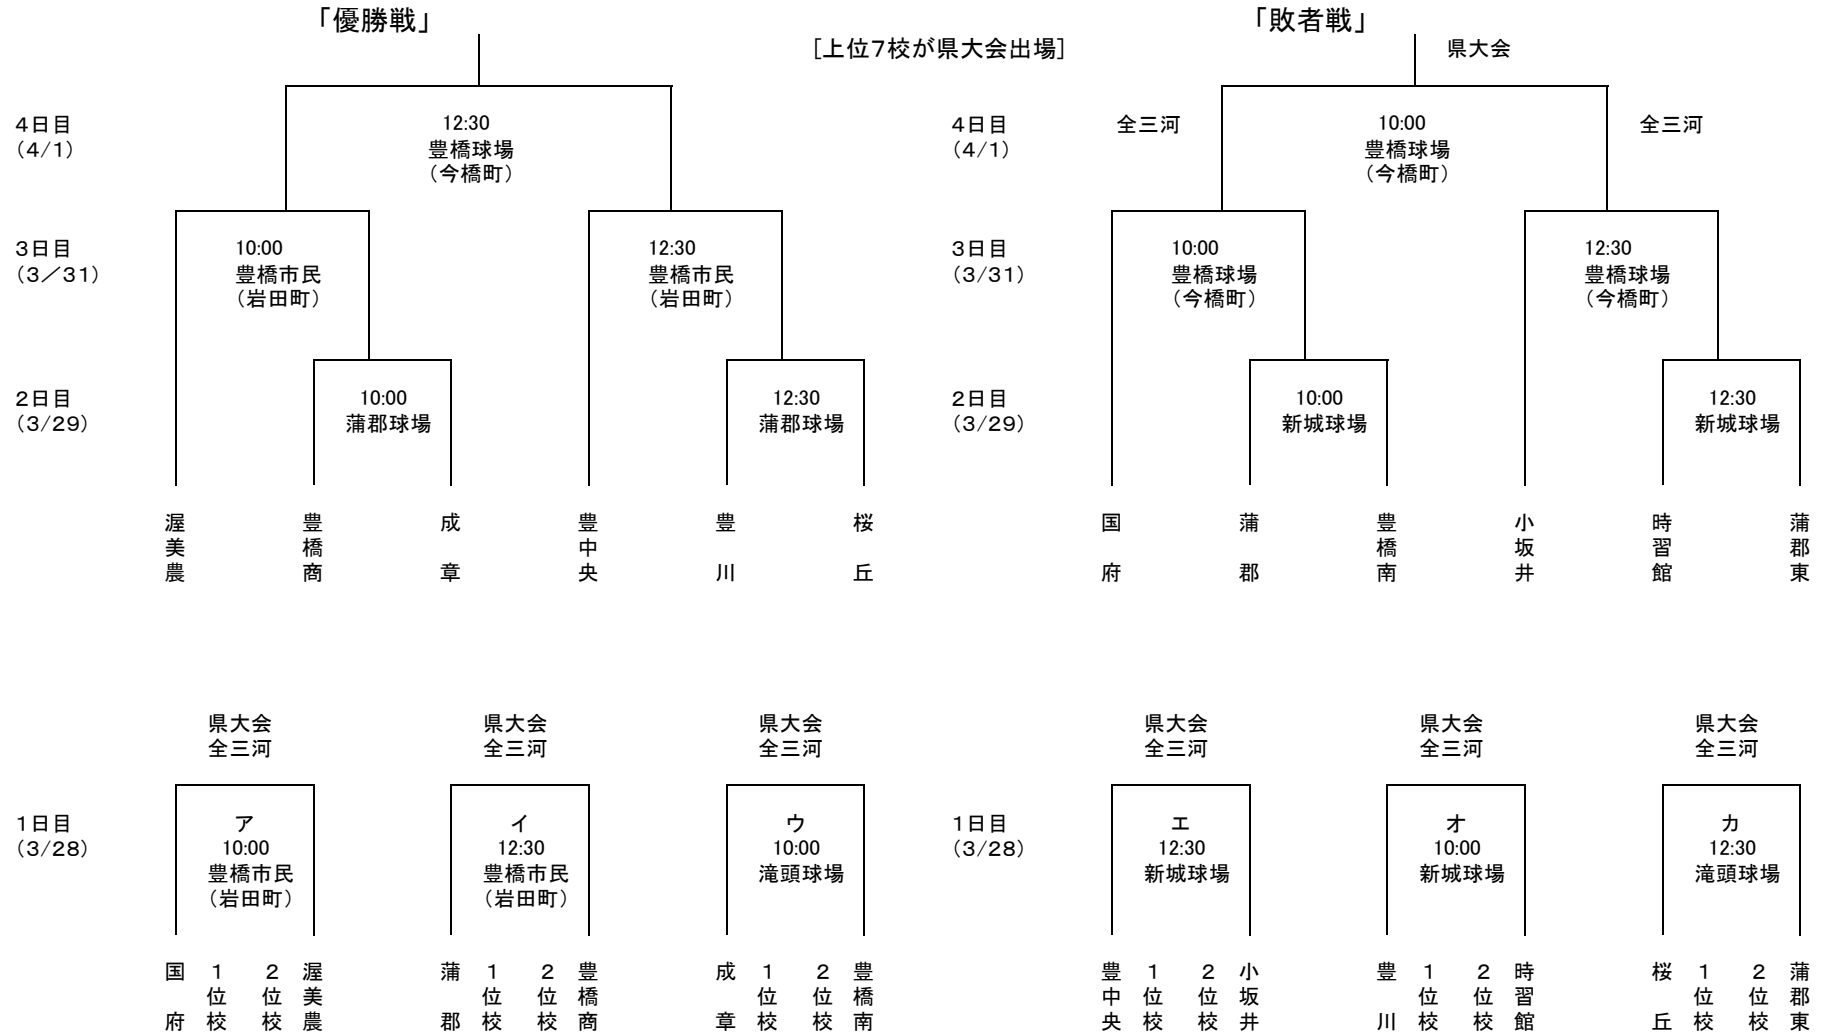 「優勝戦」
[上位7校が県大会出場]
「敗者戦」
県大会
4日目
（4/1）
12:30
豊橋球場
（今橋町）
4日目
（4/1）
全三河
10:00
豊橋球場
（今橋町）
全三河
3日目
（3／31）
10:00
豊橋市民
（岩田町）
12:30
豊橋市民
（岩田町）
3日目
（3/31）
10:00
豊橋球場
（今橋町）
12:30
豊橋球場
（今橋町）
2日目
（3/29）
10:00
蒲郡球場
12:30
蒲郡球場
2日目
（3/29）
10:00
新城球場
12:30
新城球場
渥美農
豊橋商
成章
豊中央
豊川
桜丘
国府
蒲郡
豊橋南
小坂井
時習館
蒲郡東
県大会
全三河
県大会
全三河
県大会
全三河
県大会
全三河
県大会
全三河
県大会
全三河
1日目
（3/28）
ア
10:00
豊橋市民
（岩田町）
イ
12:30
豊橋市民
（岩田町）
ウ
10:00
滝頭球場
1日目
（3/28）
エ
12:30
新城球場
オ
10:00
新城球場
カ
12:30
滝頭球場
国府
1位校
2位校
渥美農
蒲郡
1位校
2位校
豊橋商
成章
1位校
2位校
豊橋南
豊中央
1位校
2位校
小坂井
豊川
1位校
2位校
時習館
桜丘
1位校
2位校
蒲郡東